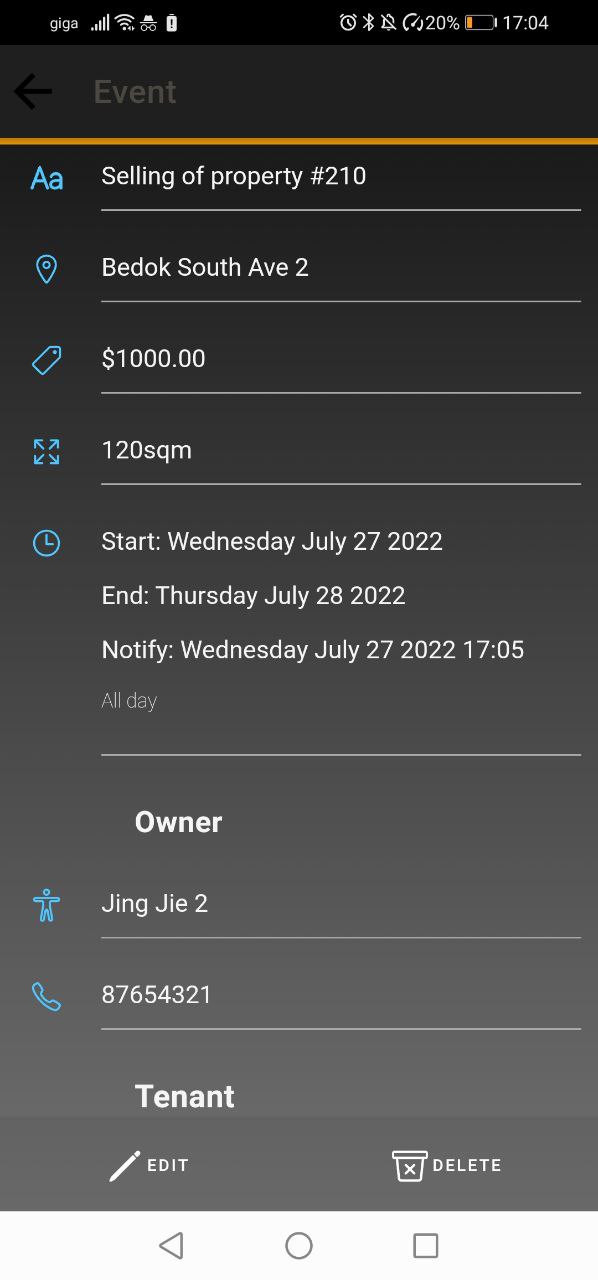 giga 20% 17:04
Event
Aa Selling of property #210
Bedok South Ave 2
$1000.00
120sqm
Start: Wednesday July 27 2022
End: Thursday July 28 2022
Notify: Wednesday July 27 2022 17:05
All day
Owner
Jing Jie 2
87654321
Tenant
EDIT DELETE